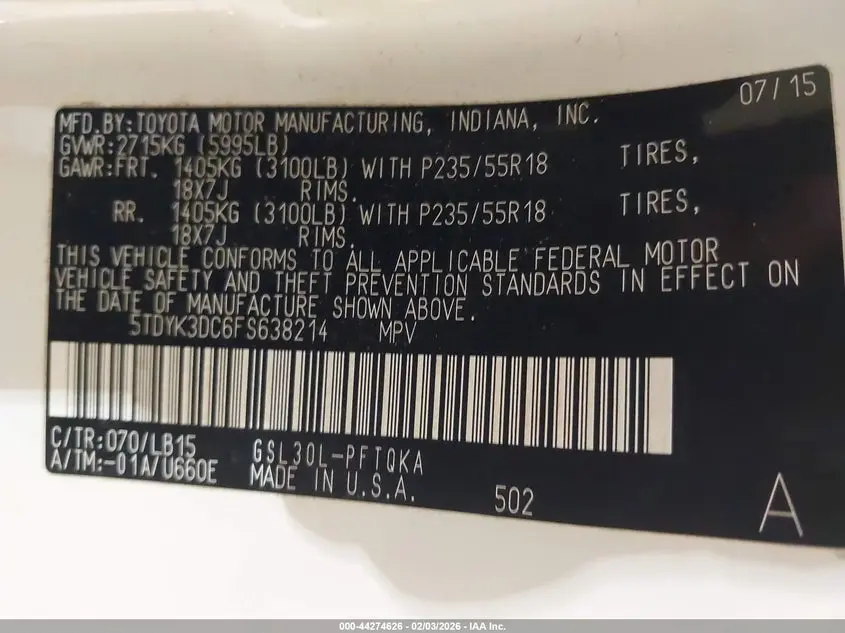 07/15
MFD.BY:TOYOTA MOTOR MANUFACTURING, INDIANA, INC.
GVWR:2715KG (5995LB)
GAWR:FRT. 1405KG (3100LB) WITH P235/55R18 TIRES,
18X7J RIMS.
RR. 1405KG (3100LB) WITH P235/55R18 TIRES,
18X7J RIMS.
THIS VEHICLE CONFORMS TO ALL APPLICABLE FEDERAL MOTOR
VEHICLE SAFETY AND THEFT PREVENTION STANDARDS IN EFFECT ON
THE DATE OF MANUFACTURE SHOWN ABOVE.
5TDYK3DC6FS638214 MPV
C/TR:070/LB15 GSL30L-PFTQKA
A/TM:-01A/U660E MADE IN U.S.A. 502 A
000-44274626 - 02/03/2026 - IAA Inc.